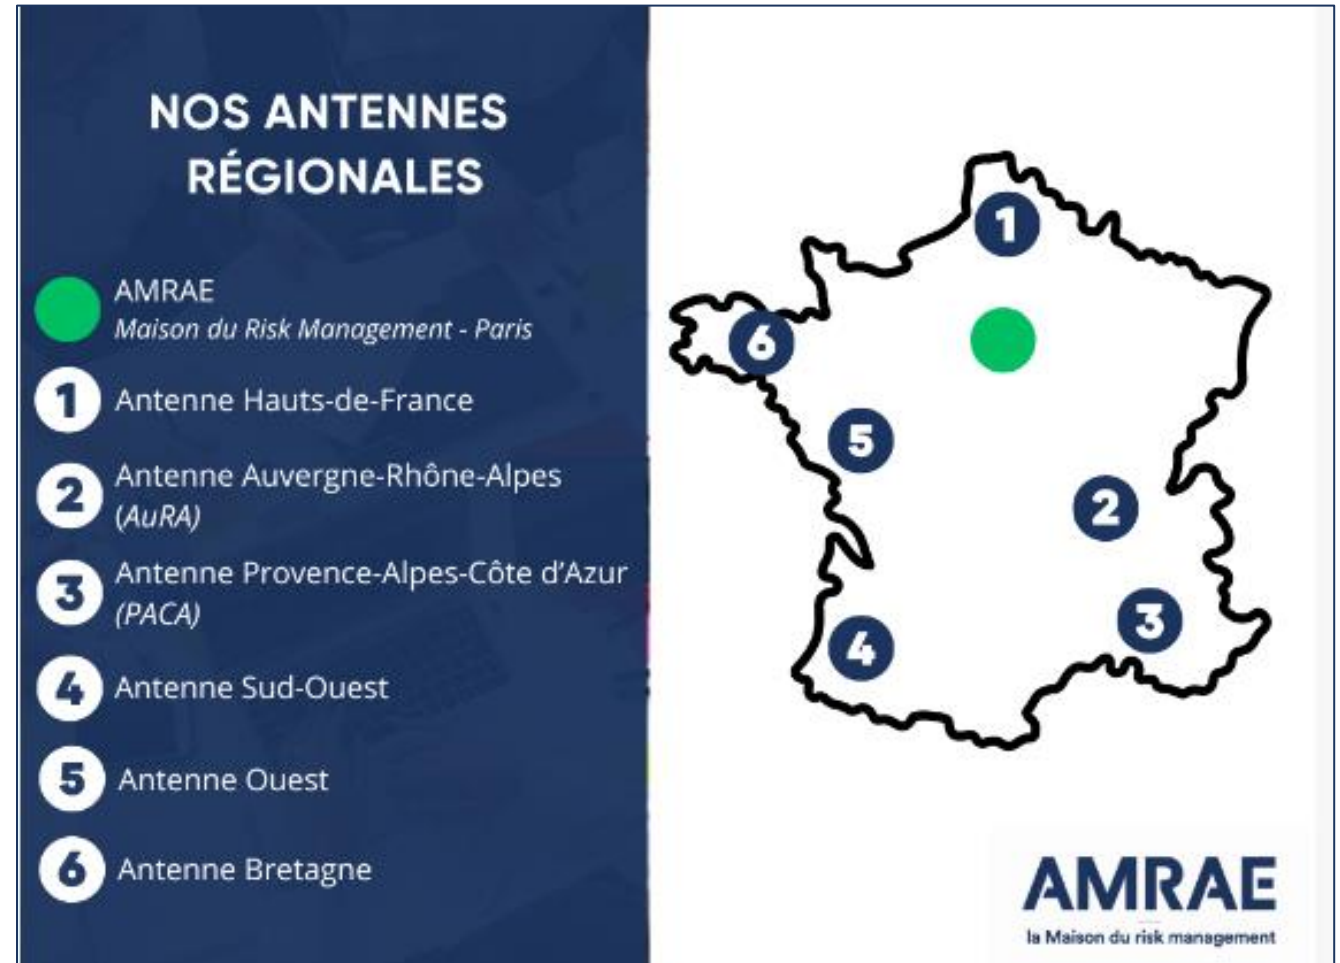 NOS ANTENNES
RÉGIONALES
AMRAE
Maison du Risk Management - Paris
1 Antenne Hauts-de-France
2 Antenne Auvergne-Rhône-Alpes
(AuRA)
3 Antenne Provence-Alpes-Côte d’Azur
(PACA)
4 Antenne Sud-Ouest
5 Antenne Ouest
6 Antenne Bretagne
1
6
5
2
3
4
AMRAE
la Maison du risk management